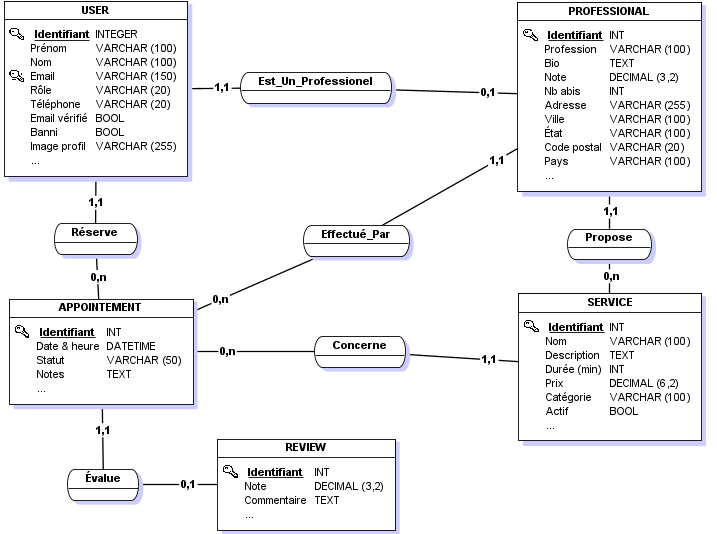 USER
Identifiant INTEGER
Prénom VARCHAR (100)
Nom VARCHAR (100)
Email VARCHAR (150)
Rôle VARCHAR (20)
Téléphone VARCHAR (20)
Email vérifié BOOL
Banni BOOL
Image profil VARCHAR (255)
...
1,1
Est_Un_Professionel
0,1
PROFESSIONAL
Identifiant INT
Profession VARCHAR (100)
Bio TEXT
Note DECIMAL (3,2)
Nb abis INT
Adresse VARCHAR (255)
Ville VARCHAR (100)
État VARCHAR (100)
Code postal VARCHAR (20)
Pays VARCHAR (100)
...
1,1
Réserve
0,n
1,1
Effectué_Par
0,n
1,1
Propose
0,n
APPOINTEMENT
Identifiant INT
Date & heure DATETIME
Statut VARCHAR (50)
Notes TEXT
...
0,n
Concerne
1,1
SERVICE
Identifiant INT
Nom VARCHAR (100)
Description TEXT
Durée (min) INT
Prix DECIMAL (6,2)
Catégorie VARCHAR (100)
Actif BOOL
...
1,1
Évalue
0,1
REVIEW
Identifiant INT
Note DECIMAL (3,2)
Commentaire TEXT
...